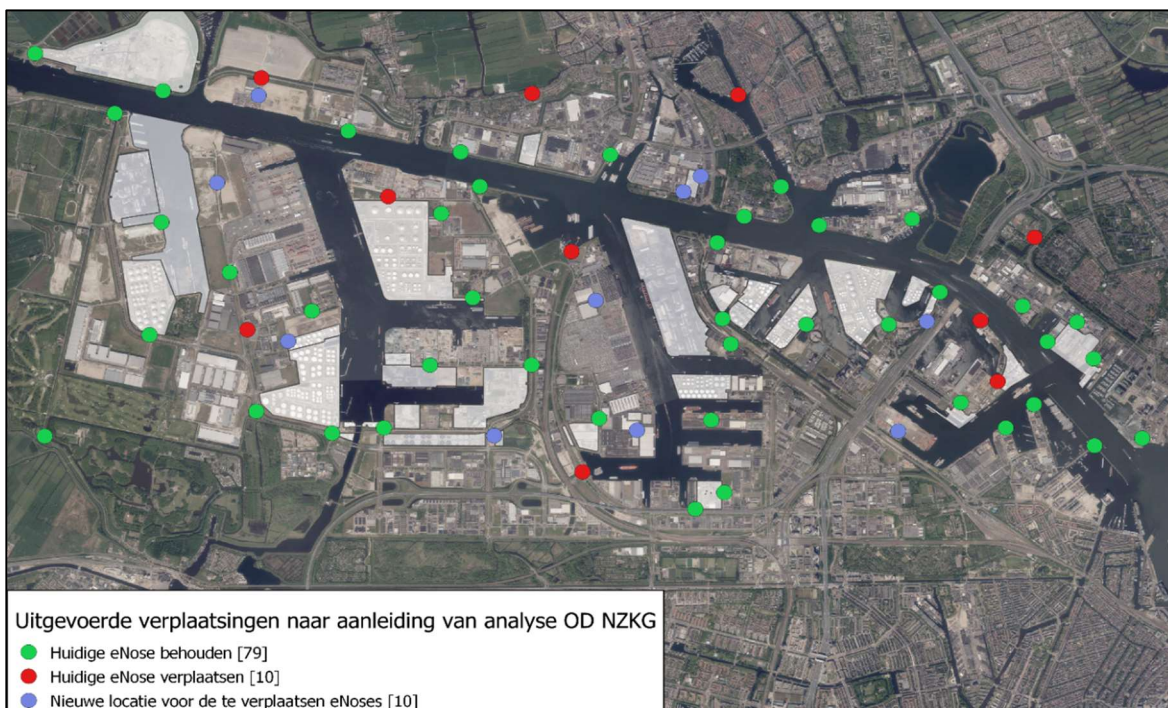 Uitgevoerde verplaatsingen naar aanleiding van analyse OD NZKG
Huidige eNose behouden [79]
Huidige eNose verplaatsen [10]
Nieuwe locatie voor de te verplaatsen eNoses [10]